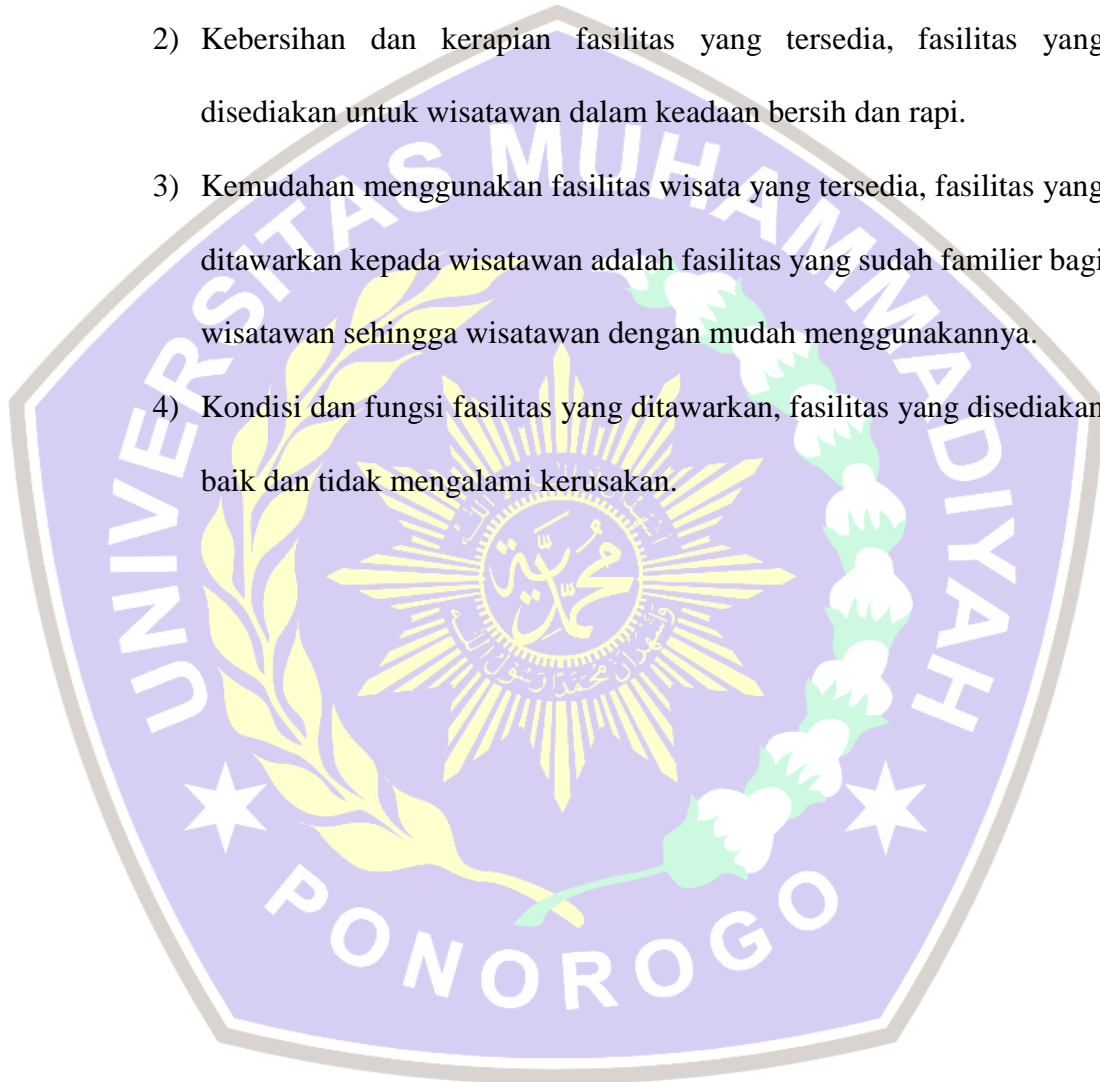 2) Kebersihan dan kerapian fasilitas yang tersedia, fasilitas yang
disediakan untuk wisatawan dalam keadaan bersih dan rapi.
3) Kemudahan menggunakan fasilitas wisata yang tersedia, fasilitas yang
ditawarkan kepada wisatawan adalah fasilitas yang sudah familier bagi
wisatawan sehingga wisatawan dengan mudah menggunakannya.
4) Kondisi dan fungsi fasilitas yang ditawarkan, fasilitas yang disediakan
baik dan tidak mengalami kerusakan.
UNIVERSITAS MUHAMMADIYAH
PONOROGO
محمدية